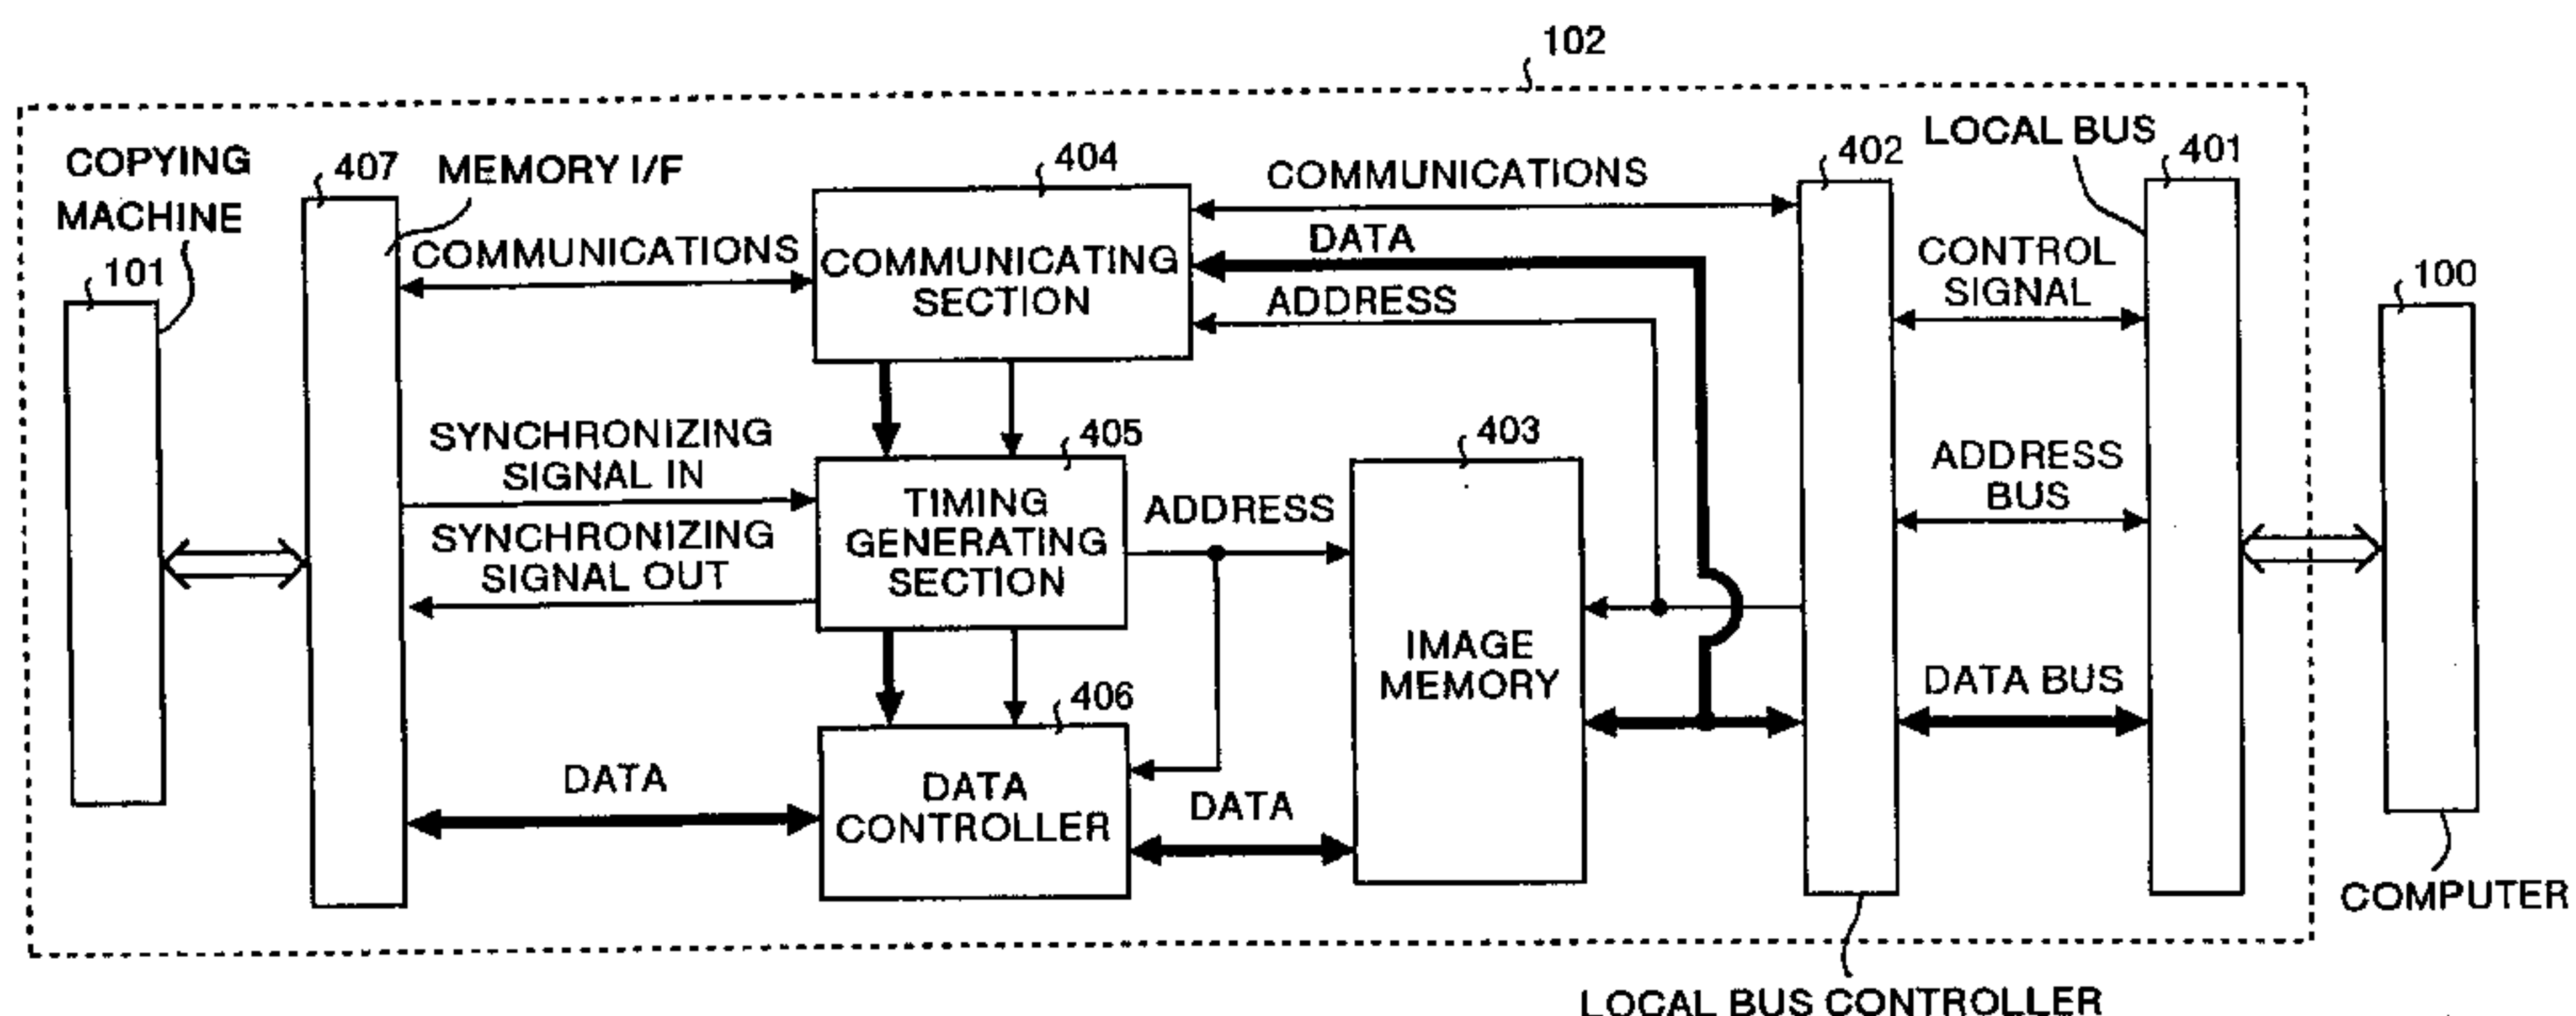 102
COPYING
MACHINE
101
407
MEMORY I/F
COMMUNICATIONS
404
COMMUNICATING
SECTION
COMMUNICATIONS
DATA
ADDRESS
402
LOCAL BUS
401
CONTROL
SIGNAL
100
SYNCHRONIZING
SIGNAL IN
SYNCHRONIZING
SIGNAL OUT
405
TIMING
GENERATING
SECTION
ADDRESS
403
IMAGE
MEMORY
ADDRESS
BUS
DATA BUS
DATA
406
DATA
CONTROLLER
DATA
COMPUTER
LOCAL BUS CONTROLLER